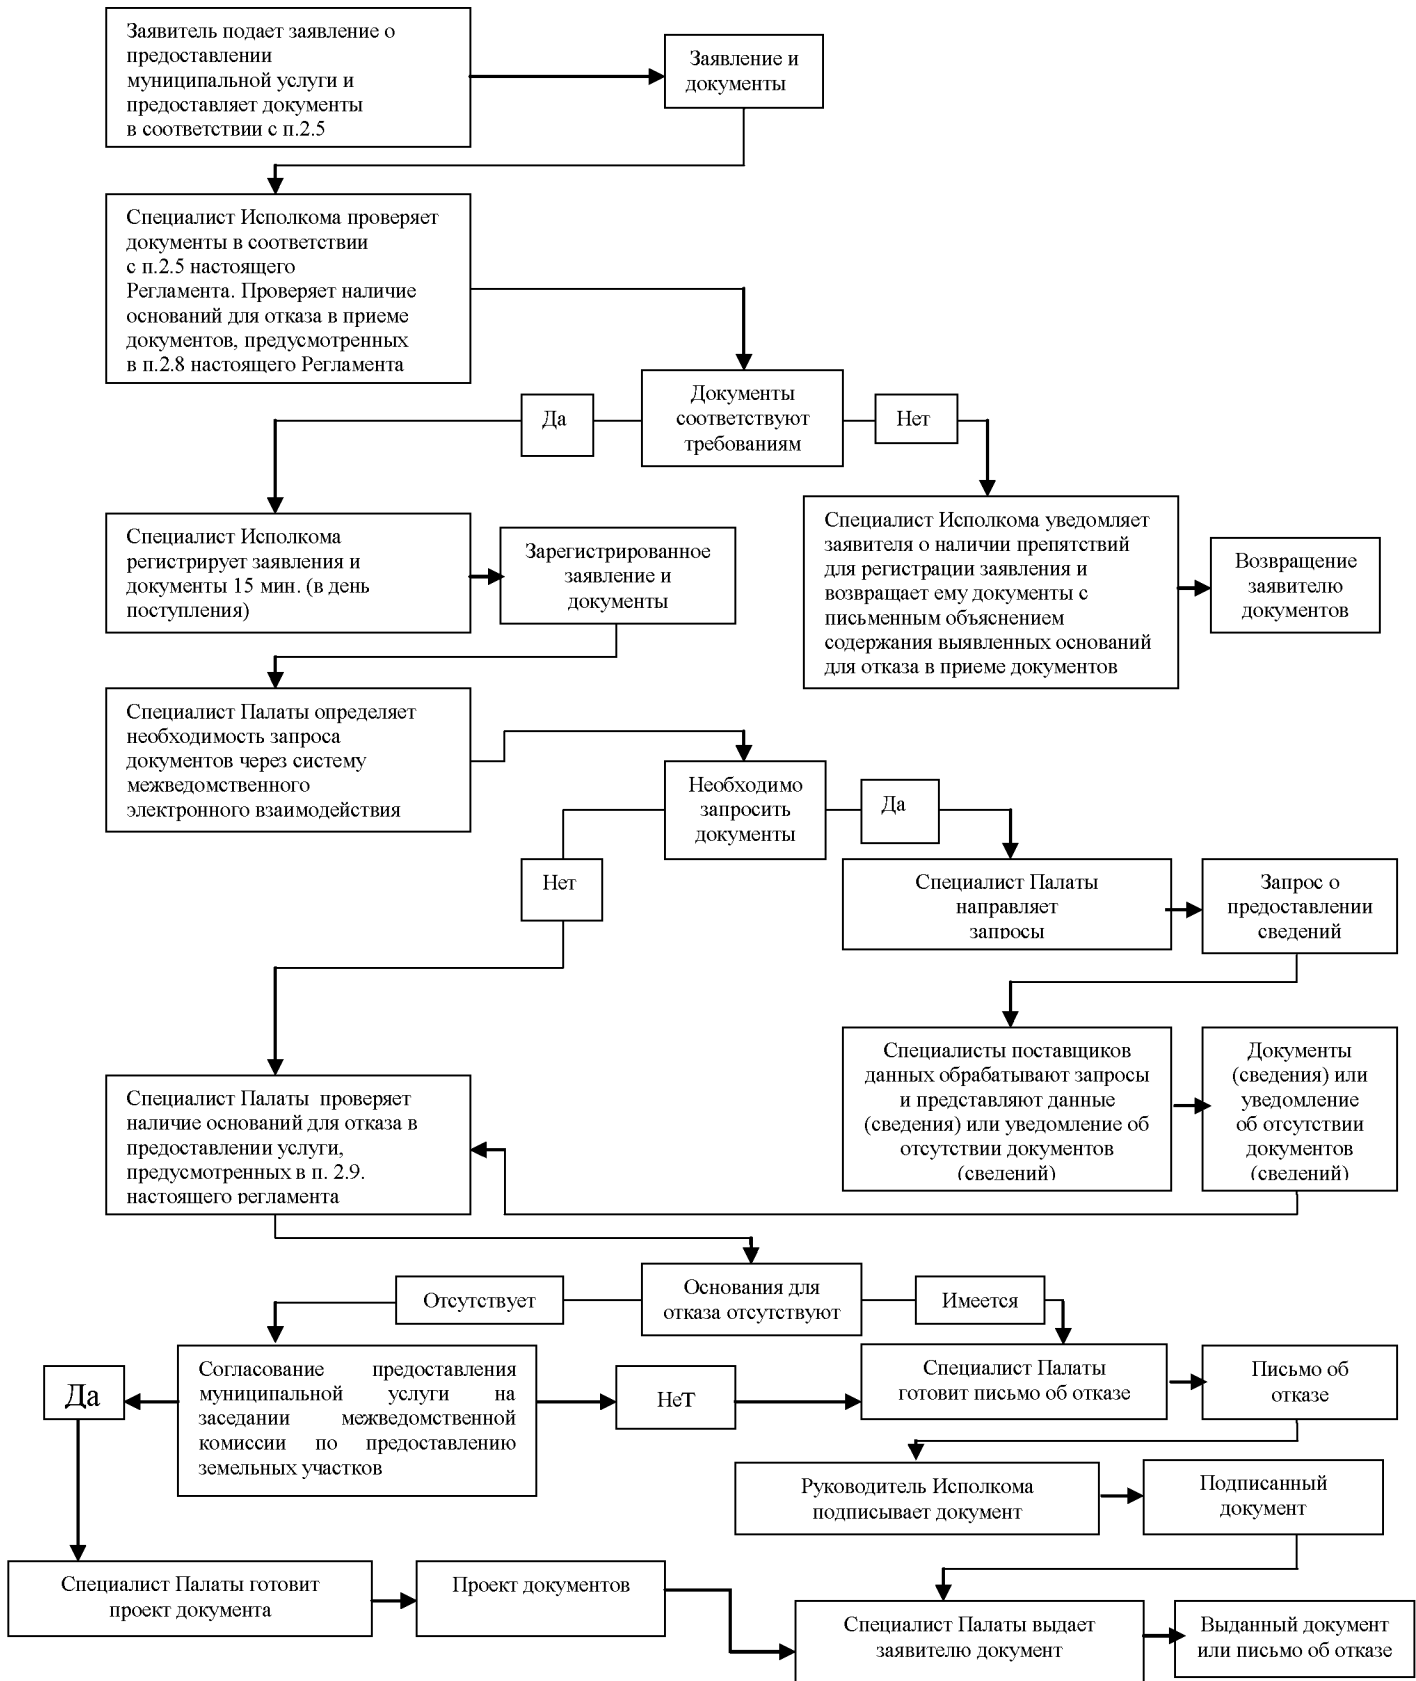 Заявитель подает заявление о
предоставлении
муниципальной услуги и
предоставляет документы
в соответствии с п.2.5
Заявление и
документы
Специалист Исполкома проверяет
документы в соответствии
с п.2.5 настоящего
Регламента. Проверяет наличие
оснований для отказа в приеме
документов, предусмотренных
в п.2.8 настоящего Регламента
Документы
соответствуют
требованиям
Да
Нет
Специалист Исполкома
регистрирует заявления и
документы 15 мин. (в день
поступления)
Зарегистрированное
заявление и
документы
Специалист Исполкома уведомляет
заявителя о наличии препятствий
для регистрации заявления и
возвращает ему документы с
письменным объяснением
содержания выявленных оснований
для отказа в приеме документов
Возвращение
заявителю
документов
Специалист Палаты определяет
необходимость запроса
документов через систему
межведомственного
электронного взаимодействия
Необходимо
запросить
документы
Да
Нет
Специалист Палаты
направляет
запросы
Запрос о
предоставлении
сведений
Специалисты поставщиков
данных обрабатывают запросы
и представляют данные
(сведения) или уведомление об
отсутствии документов
(сведений)
Документы
(сведения) или
уведомление
об отсутствии
документов
(сведений)
Специалист Палаты  проверяет
наличие оснований для отказа в
предоставлении услуги,
предусмотренных в п. 2.9.
настоящего регламента
Основания для
отказа отсутствуют
Отсутствует
Имеется
Согласование предоставления
муниципальной услуги на
заседании межведомственной
комиссии по предоставлению
земельных участков
Да
Нет
Специалист Палаты
готовит письмо об отказе
Письмо об
отказе
Руководитель Исполкома
подписывает документ
Подписанный
документ
Специалист Палаты готовит
проект документа
Проект документов
Специалист Палаты выдает
заявителю документ
Выданный документ
или письмо об отказе